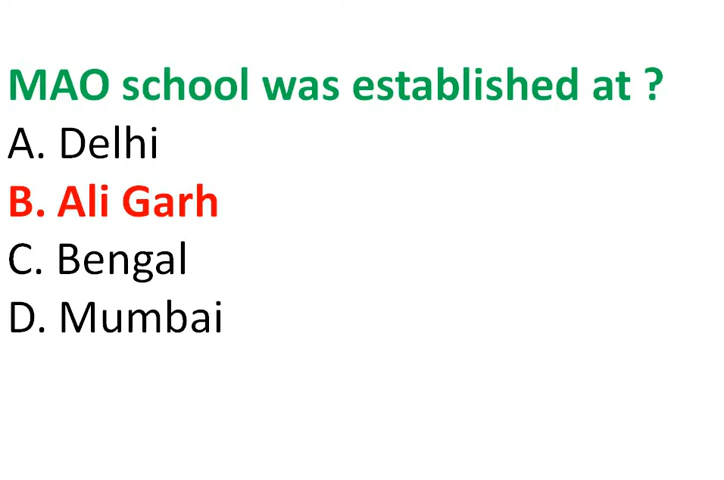 MAO school was established at ?
A. Delhi
B. Ali Garh
C. Bengal
D. Mumbai